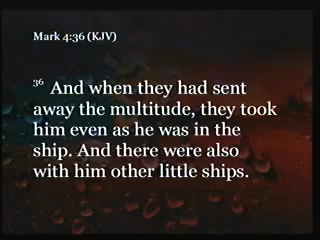 Mark 4:36 (KJV)
36 And when they had sent
away the multitude, they took
him even as he was in the
ship. And there were also
with him other little ships.